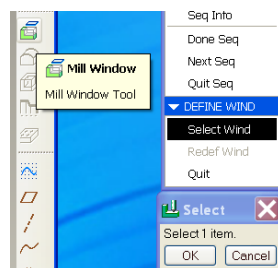 Seq Info
Done Seq
Next Seq
Quit Seq
DEFINE WIND
Select Wind
Redef Wind
Quit
Mill Window
Mill Window Tool
Select
Select 1 item.
OK
Cancel